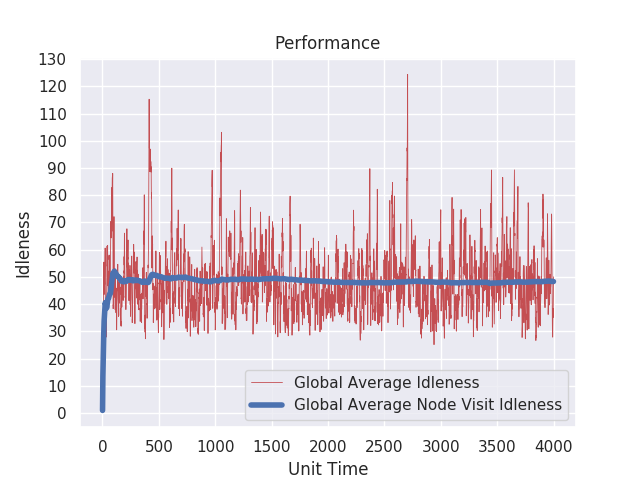 Performance
130
120
110
100
90
80
70
60
50
40
30
20
10
0
Idleness
Global Average Idleness
Global Average Node Visit Idleness
0 500 1000 1500 2000 2500 3000 3500 4000
Unit Time